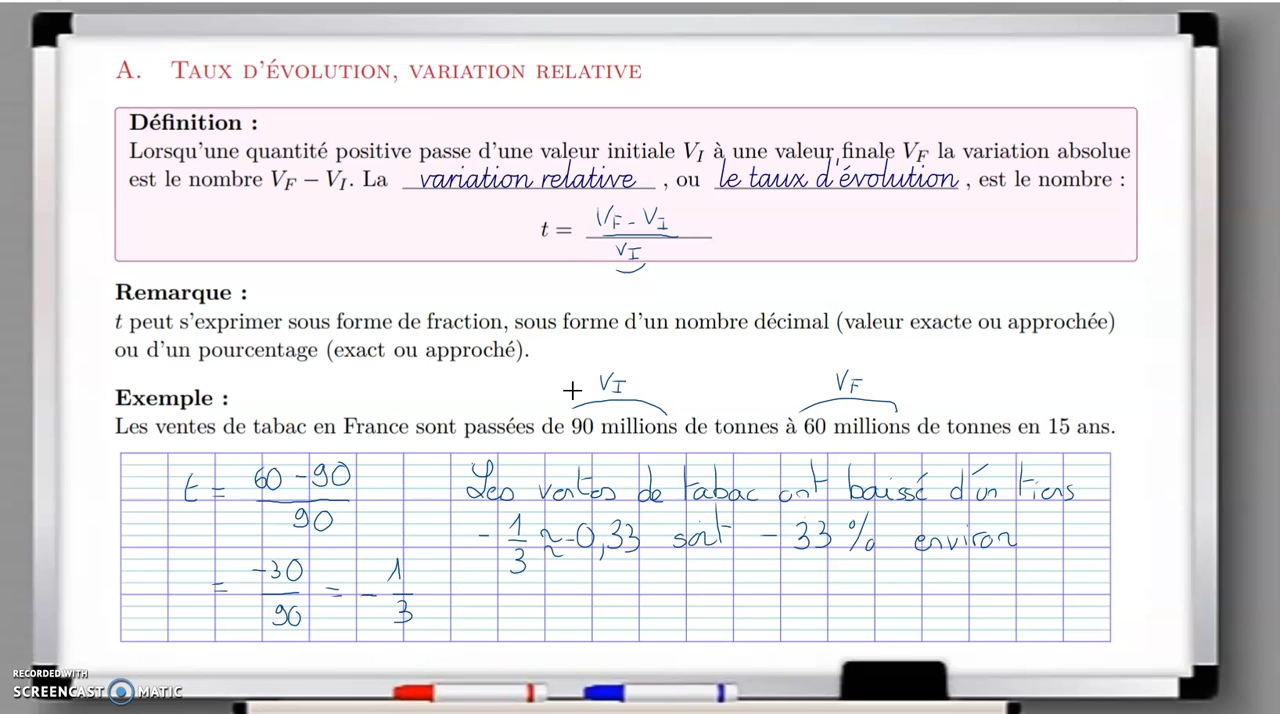 A. TAUX D'ÉVOLUTION, VARIATION RELATIVE
Définition :
Lorsqu'une quantité positive passe d'une valeur initiale V_I à une valeur finale V_F la variation absolue
est le nombre V_F − V_I. La variation relative, ou le taux d'évolution, est le nombre :
t = (V_F - V_I) / V_I
Remarque :
t peut s'exprimer sous forme de fraction, sous forme d'un nombre décimal (valeur exacte ou approchée)
ou d'un pourcentage (exact ou approché).
Exemple :
V_I V_F
Les ventes de tabac en France sont passées de 90 millions de tonnes à 60 millions de tonnes en 15 ans.
t = (60 - 90) / 90
= -30/90 = - 1/3
Les ventes de tabac ont baissé d'un tiers
- 1/3 ≈ -0,33 soit - 33 % environ
RECORDED WITH
SCREENCAST MATIC